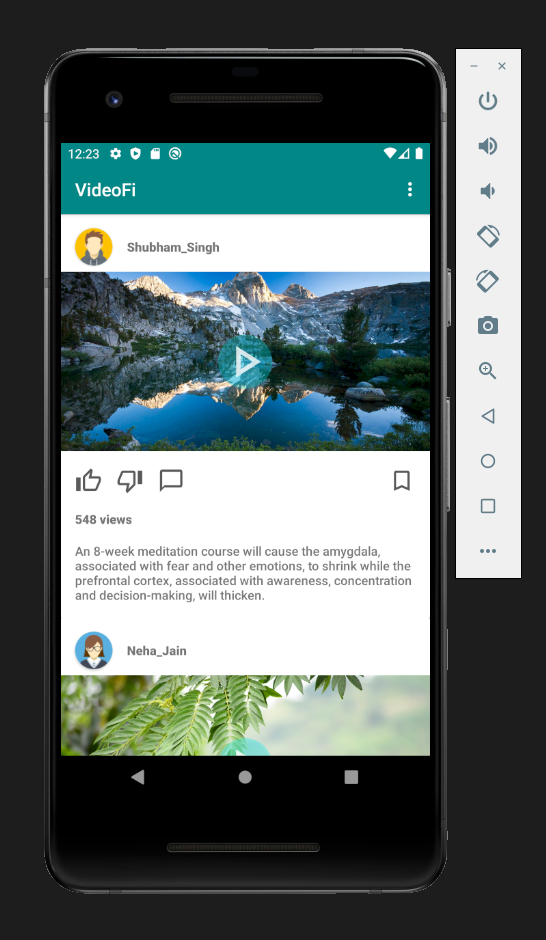 12:23
VideoFi
Shubham_Singh
548 views
An 8-week meditation course will cause the amygdala,
associated with fear and other emotions, to shrink while the
prefrontal cortex, associated with awareness, concentration
and decision-making, will thicken.
Neha_Jain